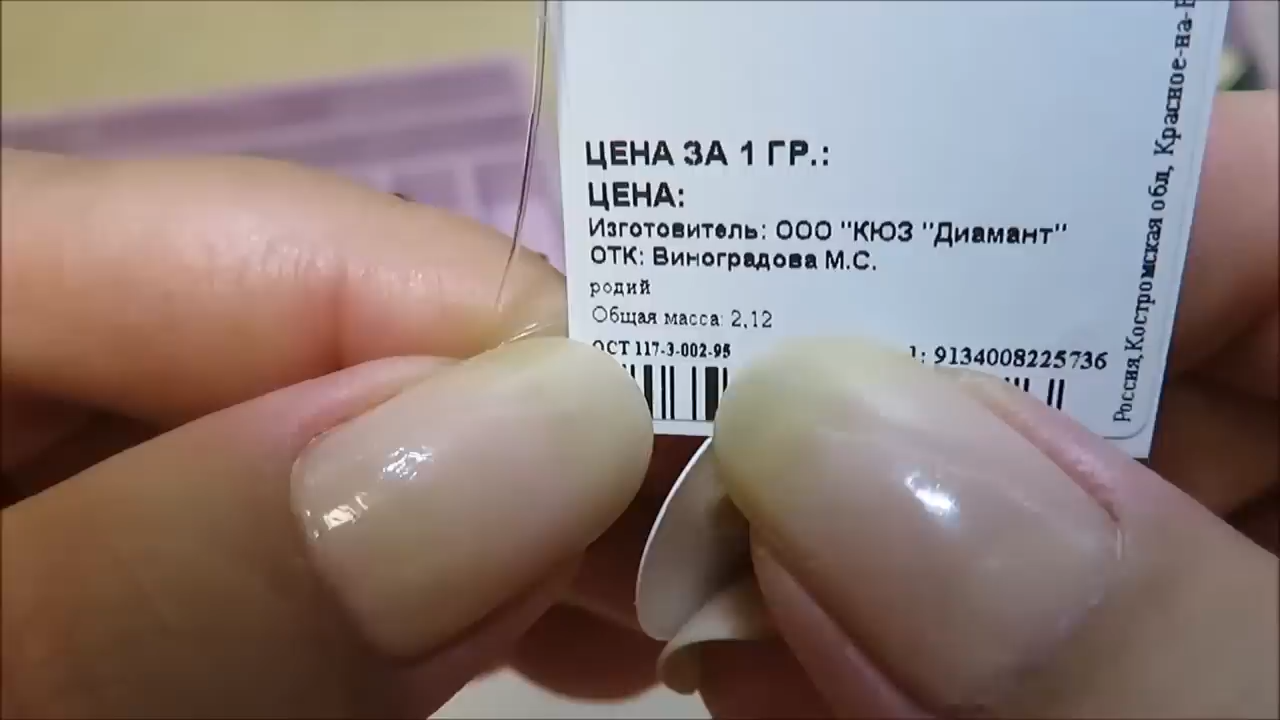 ЦЕНА ЗА 1 ГР.:
ЦЕНА:
Изготовитель: ООО "КЮЗ "Диамант"
ОТК: Виноградова М.С.
родий
Общая масса: 2,12
ОСТ 117-3-002-95
1: 9134008225736
Россия,Костромская обл, Красное-на-